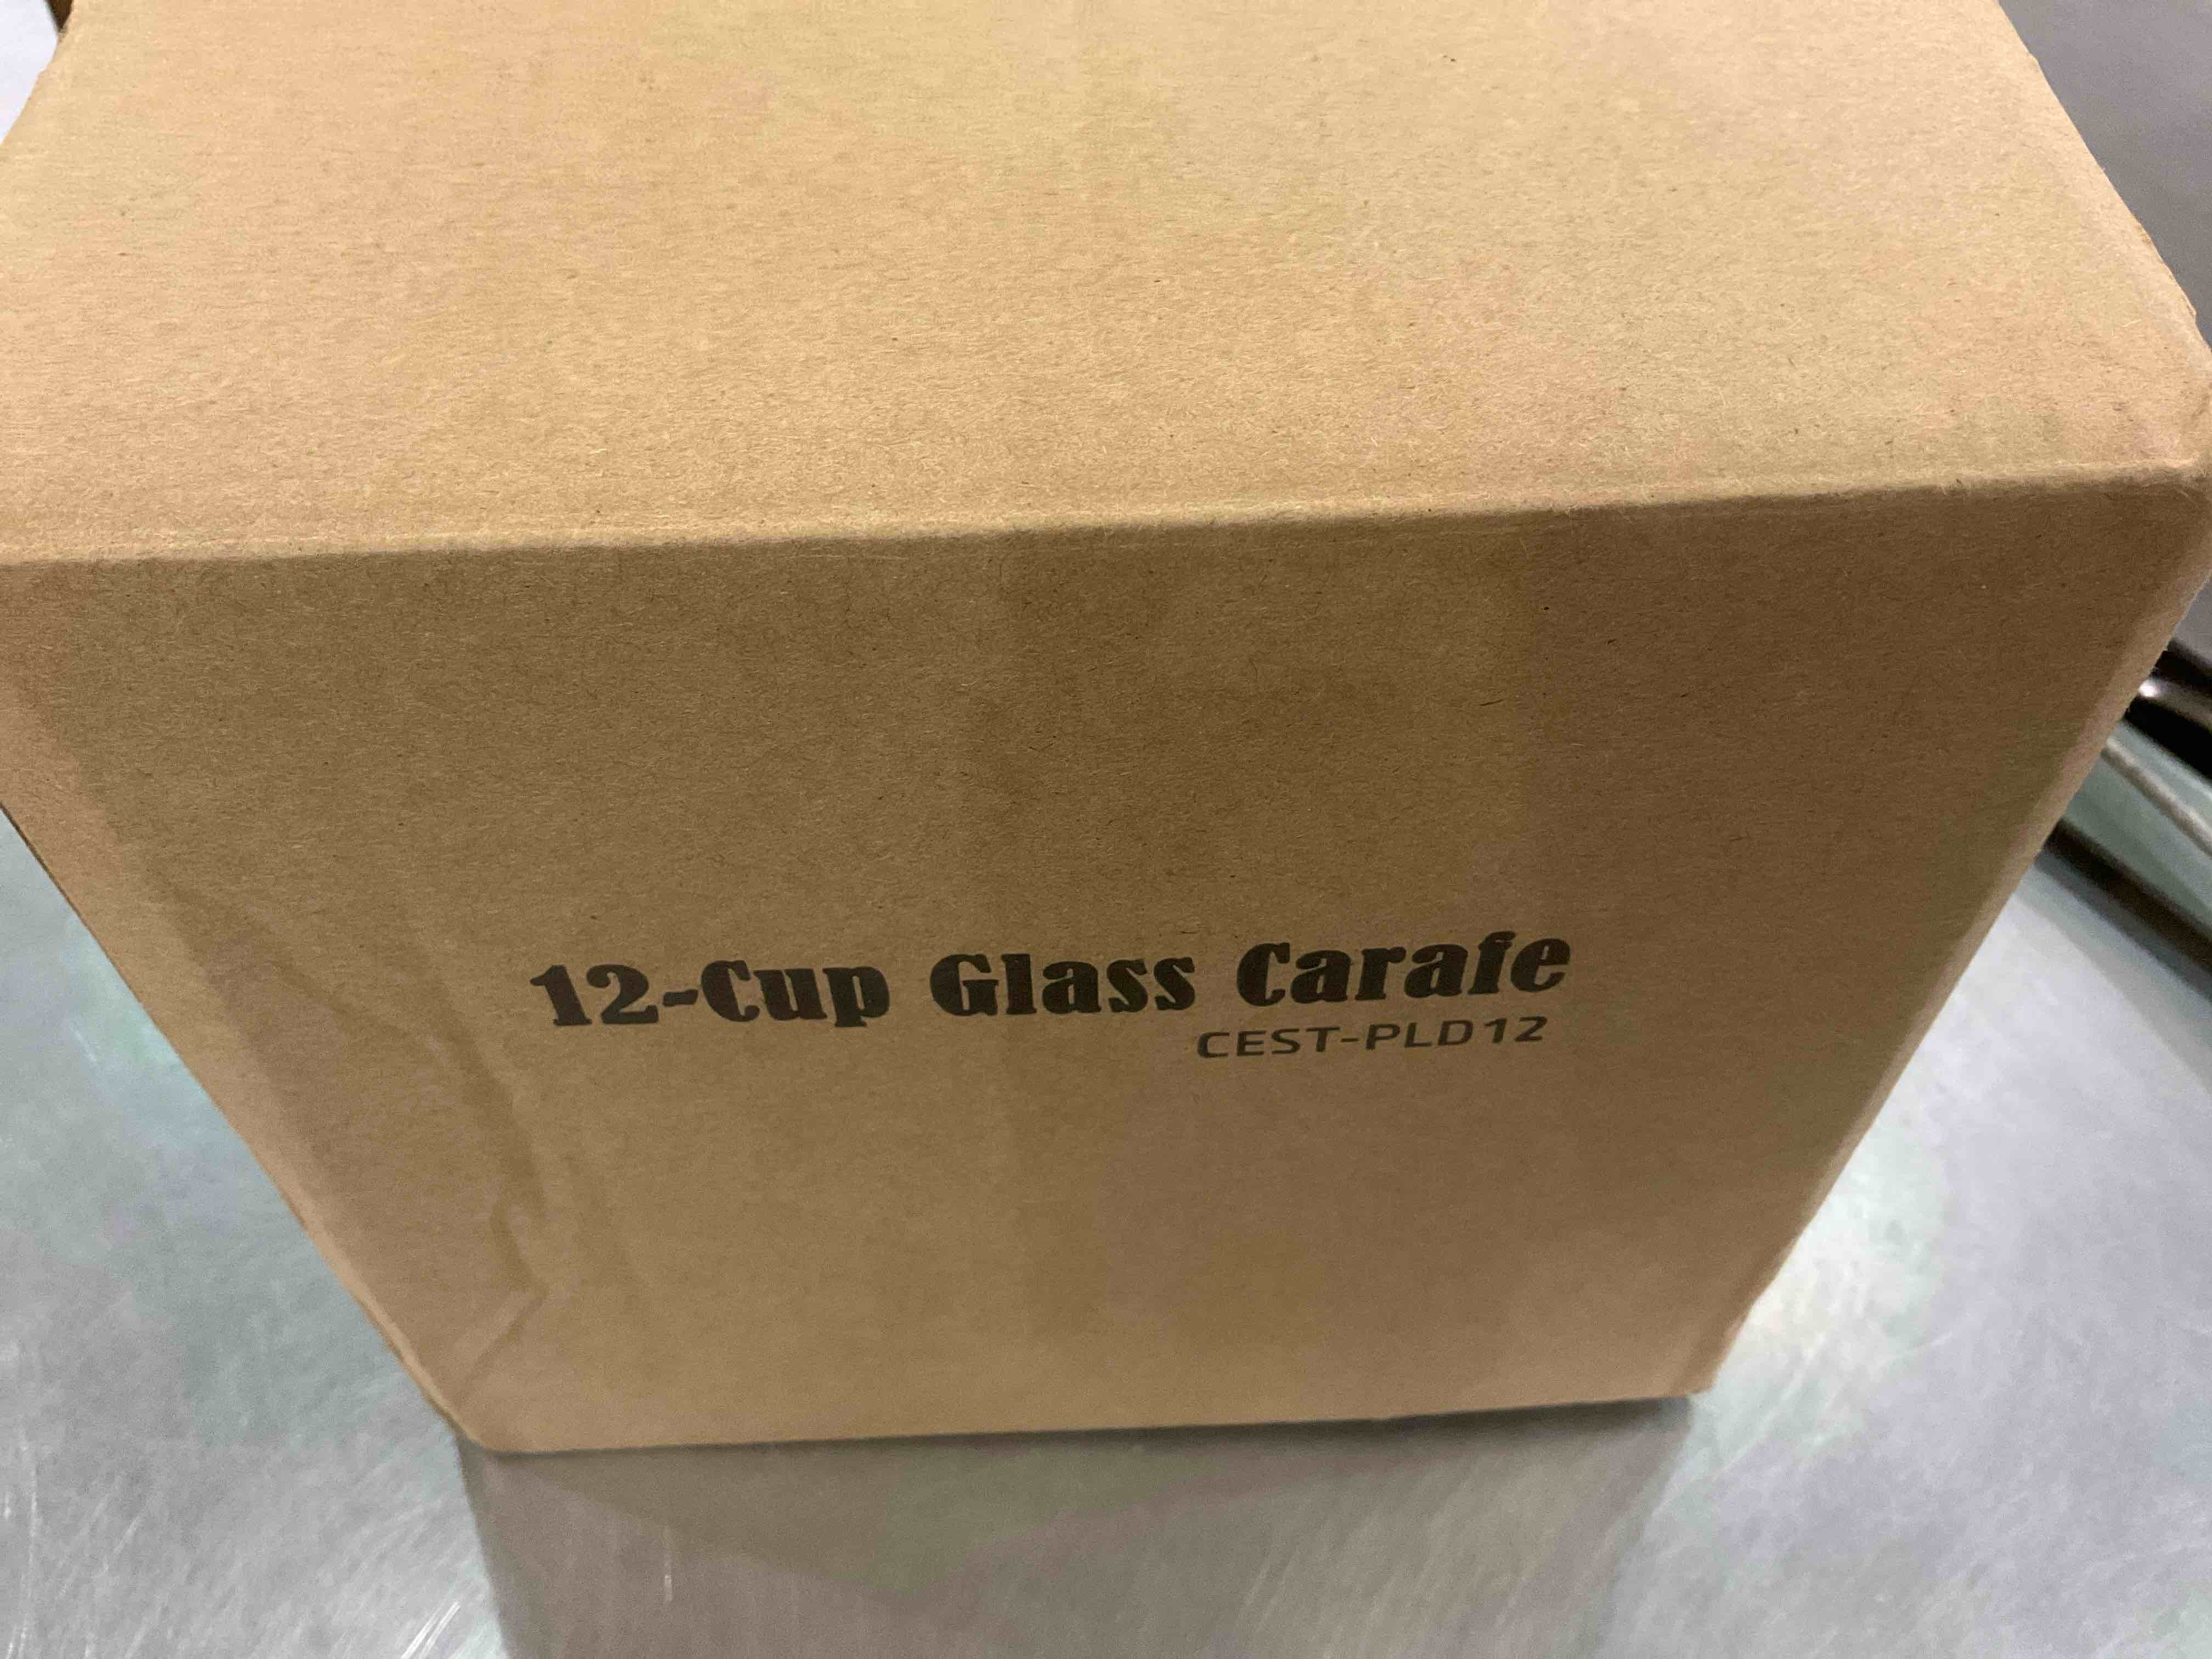 12-Cup Glass Carafe
CEST-PLD12